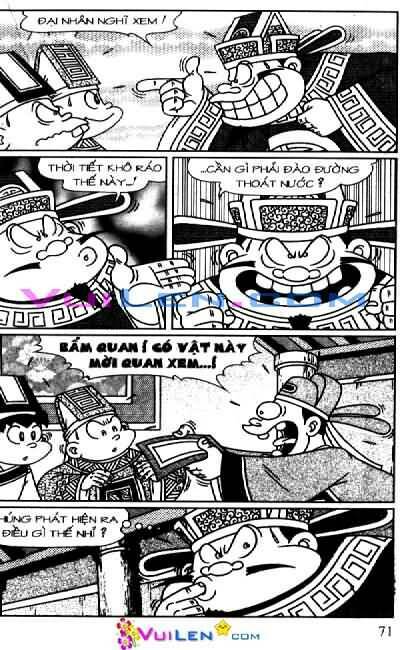 ĐẠI NHÂN NGHĨ XEM !
THỜI TIẾT KHÔ RÁO
THẾ NÀY...
...CẦN GÌ PHẢI ĐÀO ĐƯỜNG
THOÁT NƯỚC ?
VUILEN.COM
BẨM QUAN ! CÓ VẬT NÀY
MỜI QUAN XEM...!
HÚNG PHÁT HIỆN RA
ĐIỀU GÌ THẾ NHỈ ?
71
VUILEN.COM